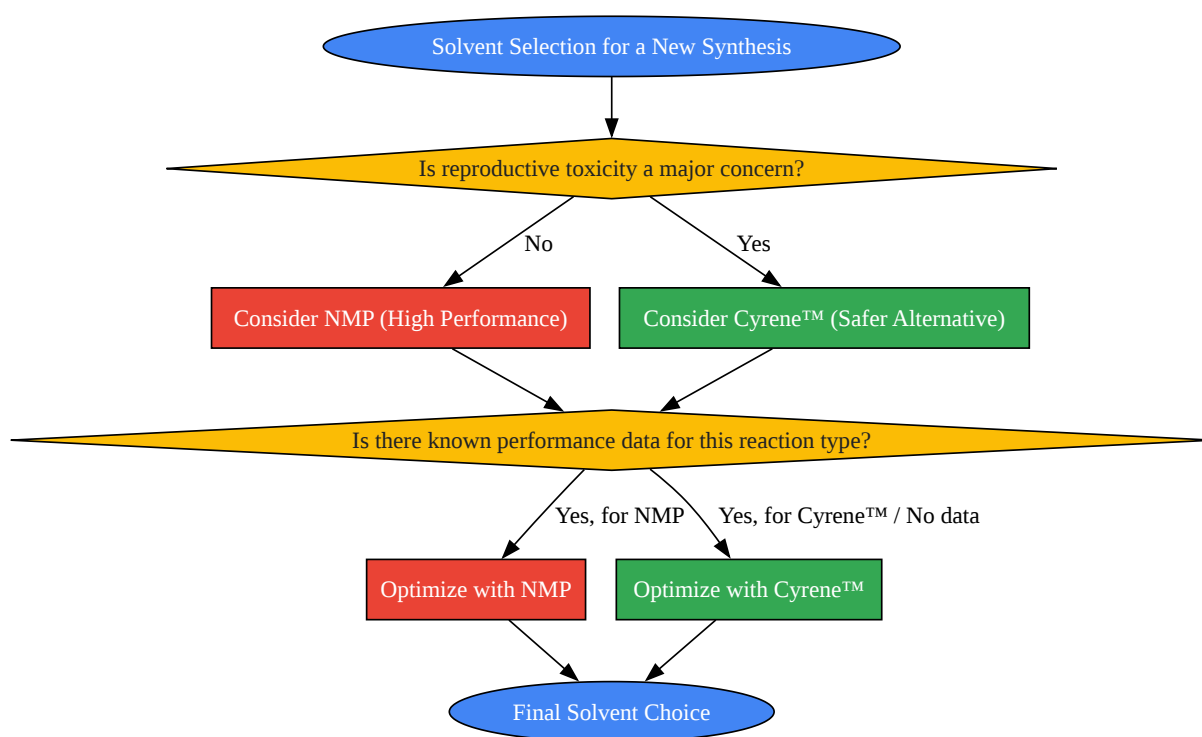 Solvent Selection for a New Synthesis
Is reproductive toxicity a major concern?
No
Yes
Consider NMP (High Performance)
Consider Cyrene™ (Safer Alternative)
Is there known performance data for this reaction type?
Yes, for NMP
Yes, for Cyrene™ / No data
Optimize with NMP
Optimize with Cyrene™
Final Solvent Choice